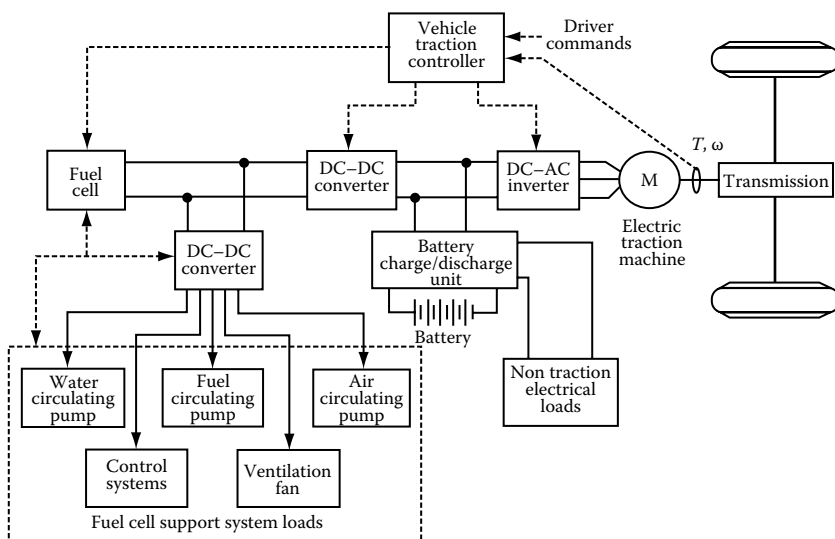 Vehicle
traction
controller
Driver
commands
T, ω
Fuel
cell
DC–DC
converter
DC–AC
inverter
M
Transmission
Electric
traction
machine
DC–DC
converter
Battery
charge/discharge
unit
Battery
Water
circulating
pump
Fuel
circulating
pump
Air
circulating
pump
Non traction
electrical
loads
Control
systems
Ventilation
fan
Fuel cell support system loads